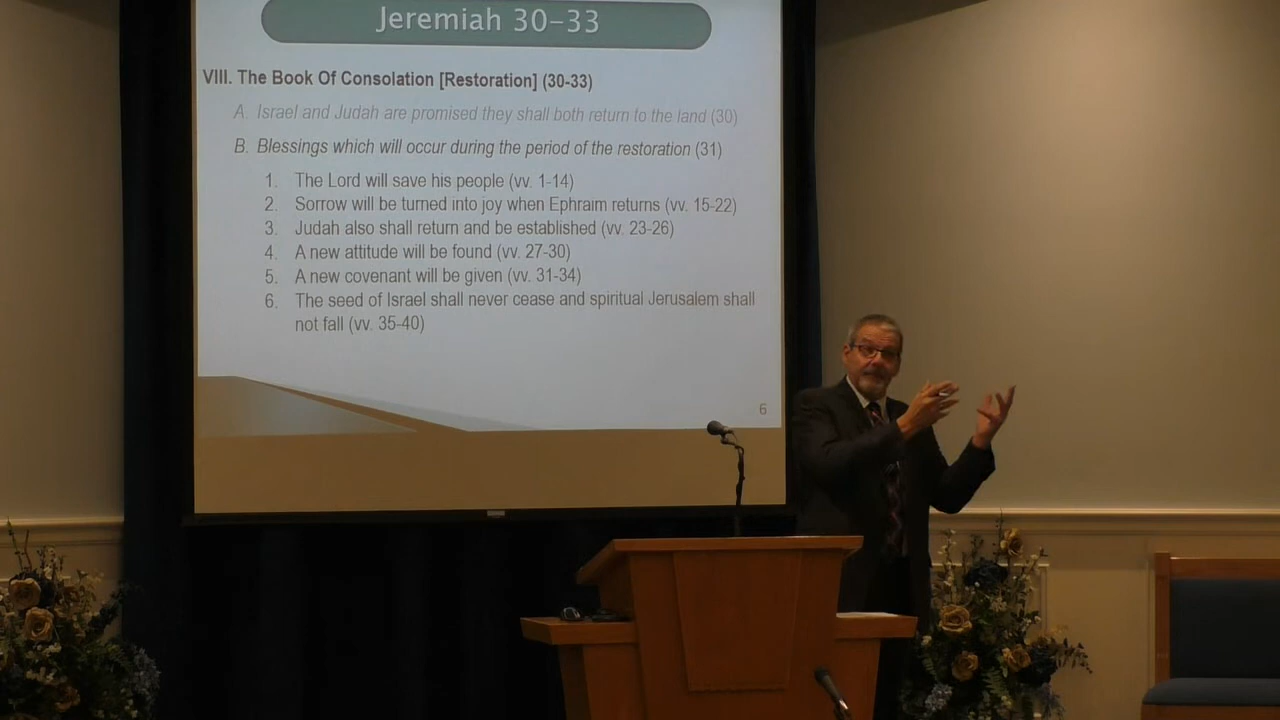 Jeremiah 30–33
VIII. The Book Of Consolation [Restoration] (30-33)
A. Israel and Judah are promised they shall both return to the land (30)
B. Blessings which will occur during the period of the restoration (31)
1. The Lord will save his people (vv. 1-14)
2. Sorrow will be turned into joy when Ephraim returns (vv. 15-22)
3. Judah also shall return and be established (vv. 23-26)
4. A new attitude will be found (vv. 27-30)
5. A new covenant will be given (vv. 31-34)
6. The seed of Israel shall never cease and spiritual Jerusalem shall
not fall (vv. 35-40)
6